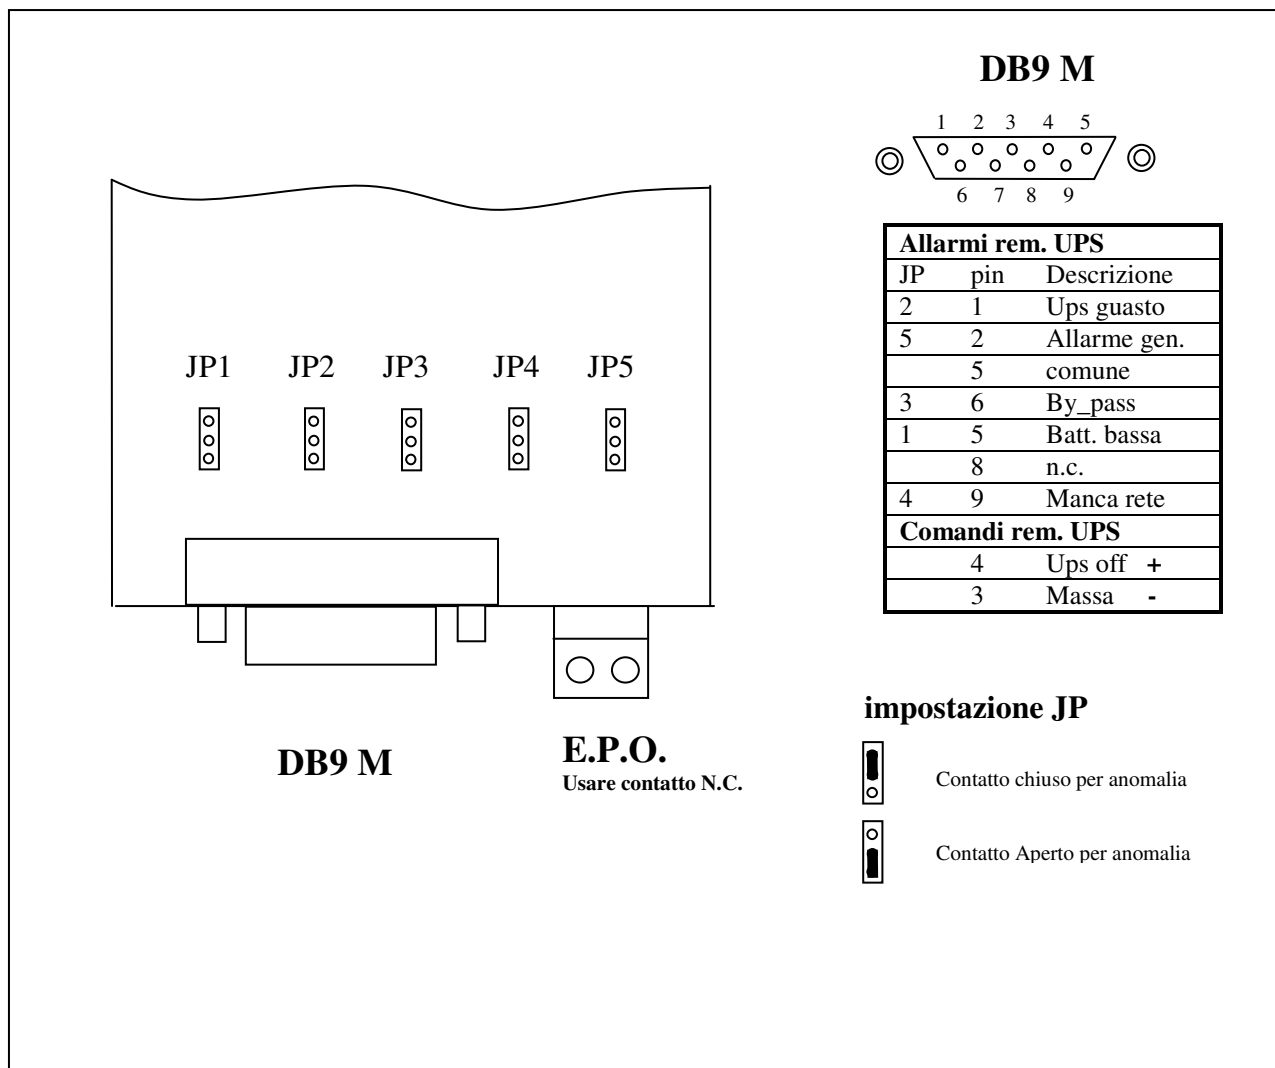 DB9 M
1 2 3 4 5
6 7 8 9
Allarmi rem. UPS
JP pin Descrizione
2 1 Ups guasto
5 2 Allarme gen.
5 comune
3 6 By_pass
1 5 Batt. bassa
8 n.c.
4 9 Manca rete
Comandi rem. UPS
4 Ups off +
3 Massa -
JP1 JP2 JP3 JP4 JP5
DB9 M
E.P.O.
Usare contatto N.C.
impostazione JP
Contatto chiuso per anomalia
Contatto Aperto per anomalia